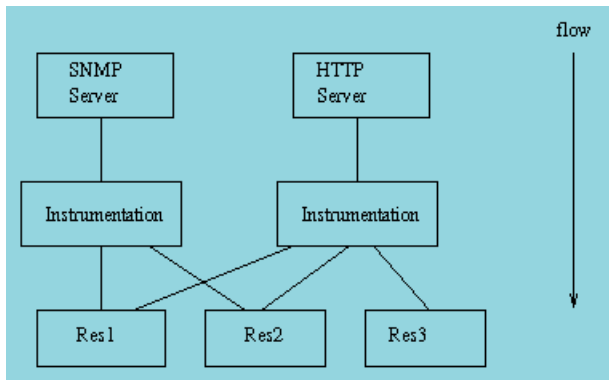 flow
SNMP
Server
HTTP
Server
Instrumentation
Instrumentation
Res1
Res2
Res3